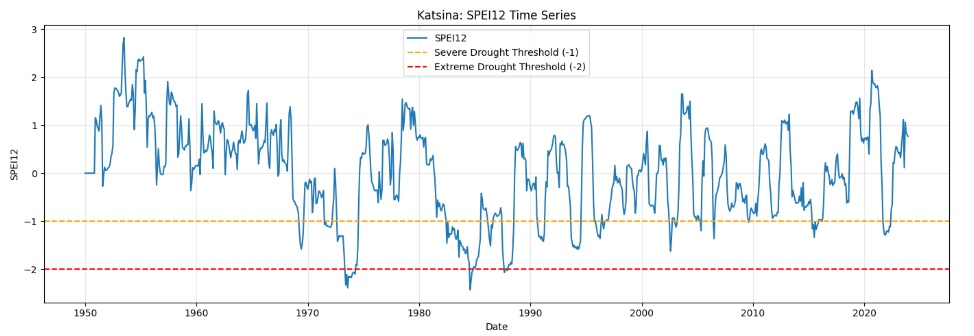 Katsina: SPEI12 Time Series
SPEI12
Severe Drought Threshold (-1)
Extreme Drought Threshold (-2)
SPEI12
3
2
1
0
−1
−2
1950 1960 1970 1980 1990 2000 2010 2020
Date